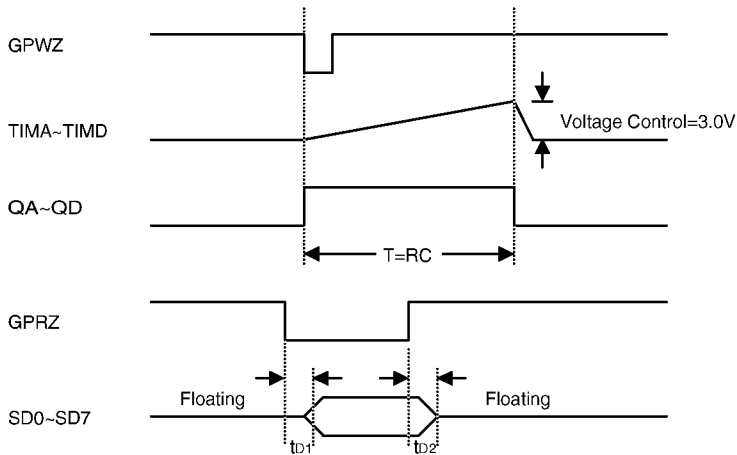 GPWZ
TIMA~TIMD
Voltage Control=3.0V
QA~QD
T=RC
GPRZ
Floating
Floating
SD0~SD7
tD1
tD2